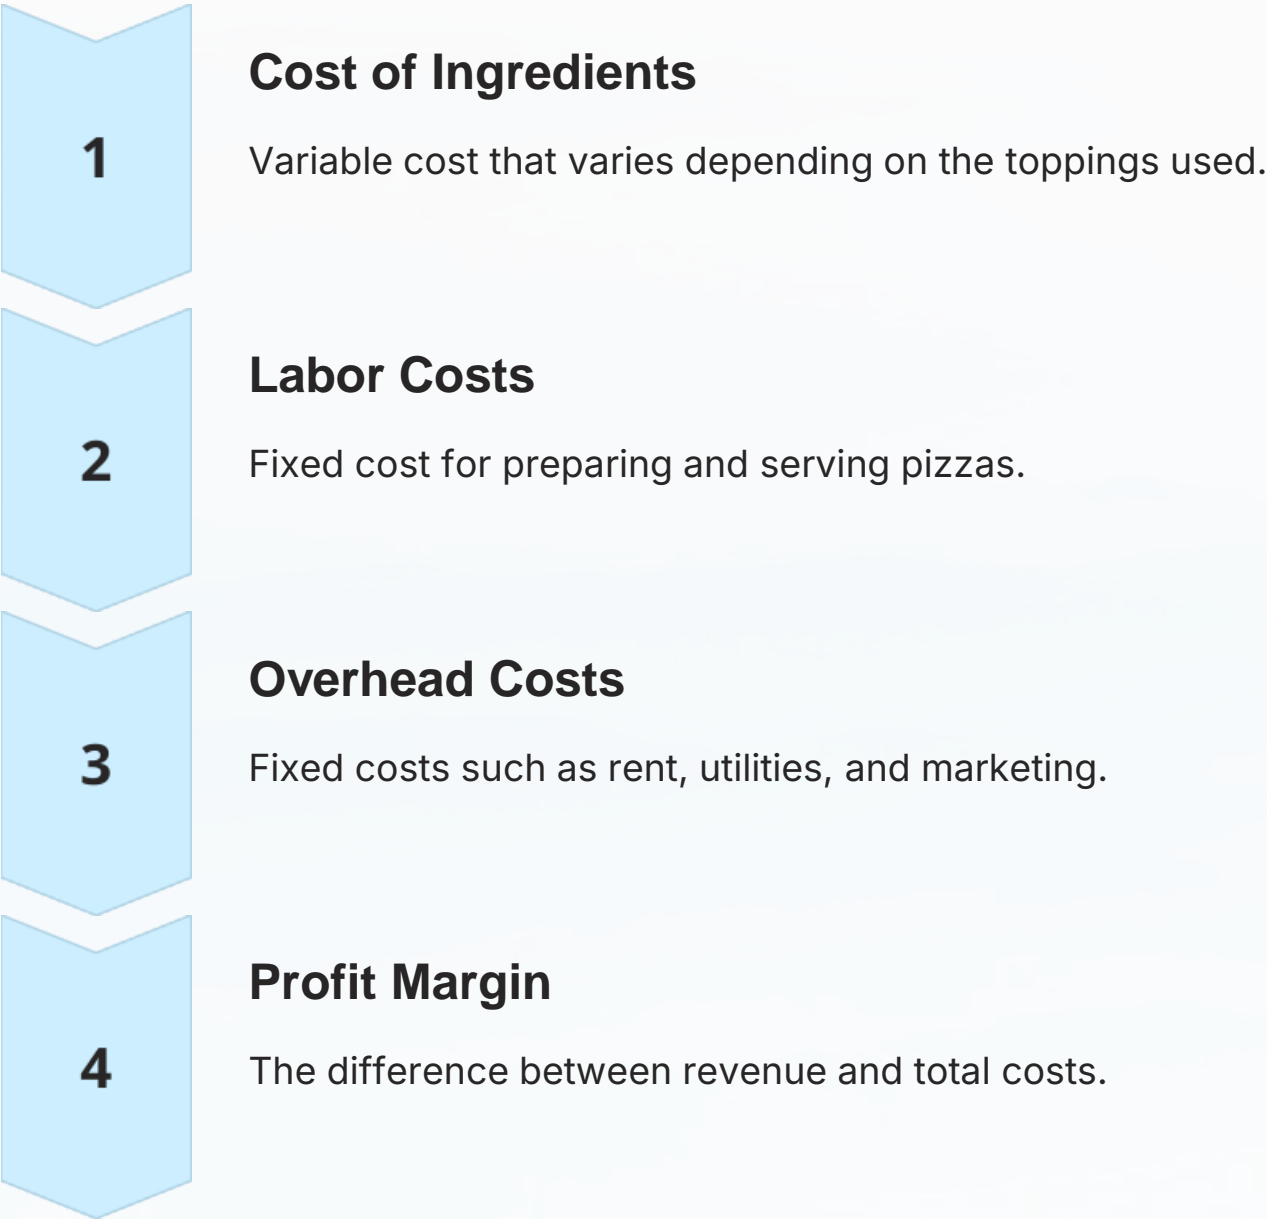 1
Cost of Ingredients
Variable cost that varies depending on the toppings used.
2
Labor Costs
Fixed cost for preparing and serving pizzas.
3
Overhead Costs
Fixed costs such as rent, utilities, and marketing.
4
Profit Margin
The difference between revenue and total costs.